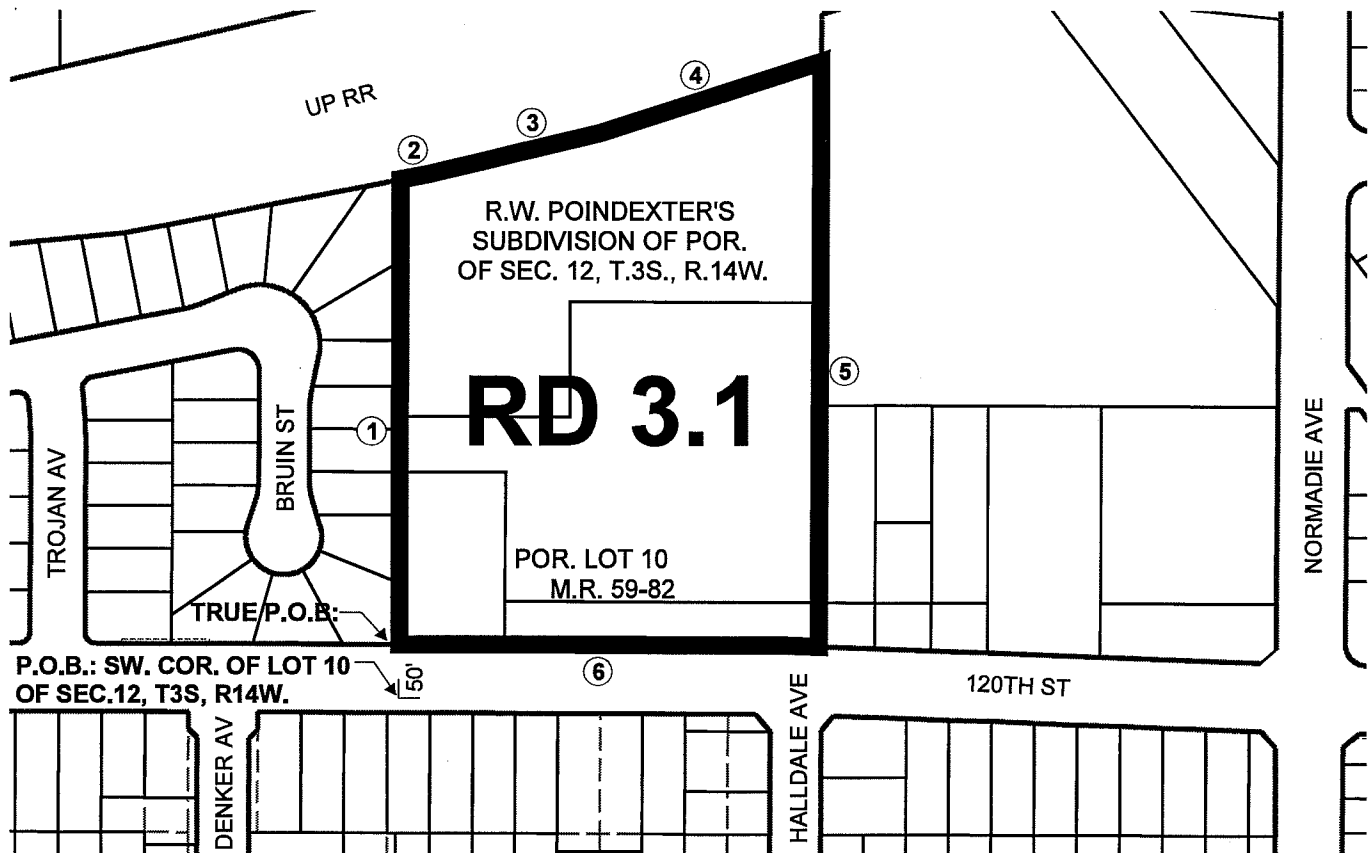 UP RR
2
3
4
R.W. POINDEXTER'S
SUBDIVISION OF POR.
OF SEC. 12, T.3S., R.14W.
RD 3.1
1
5
BRUIN ST
TROJAN AV
NORMADIE AVE
POR. LOT 10
M.R. 59-82
TRUE P.O.B:
P.O.B.: SW. COR. OF LOT 10
OF SEC.12, T3S, R14W.
50'
6
120TH ST
DENKER AV
HALLDALE AVE